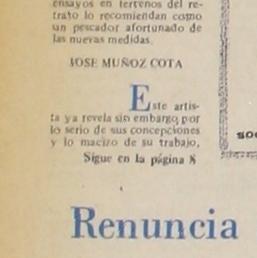 ensayos en terrenos del re-
trato lo recomiendan como
un pescador afortunado de
las nuevas medidas.
JOSE MUÑOZ COTA
Este artis-
ta ya revela sin embargo, por
lo serio de sus concepciones
y lo macizo de su trabajo,
Sigue en la página 8
Renuncia